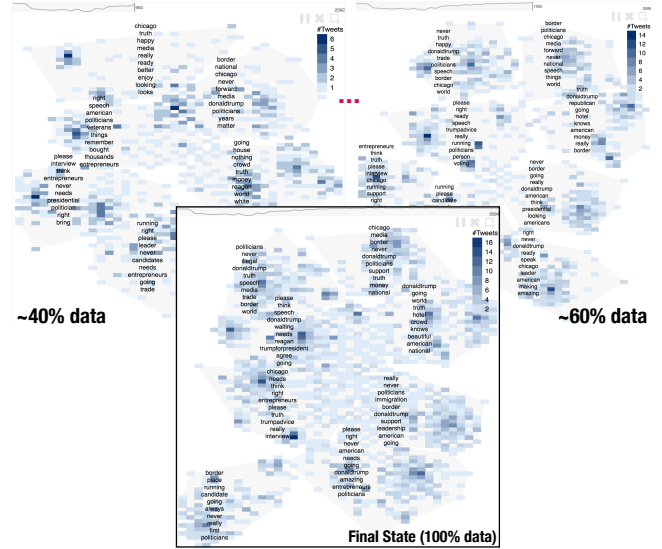 993
2592
#Tweets
6
5
4
3
2
1
chicago
truth
happy
media
really
ready
better
enjoy
looking
looks
border
national
chicago
never
forward
media
donaldtrump
politicians
years
matter
right
speech
american
politicians
veterans
things
remember
bought
thousands
entrepreneurs
going
house
nothing
crowd
truth
money
reagan
world
white
please
interview
think
entrepreneurs
never
needs
presidential
politician
right
bring
running
right
please
leader
never
candidates
needs
entrepreneurs
going
trade
~40% data
#Tweets
14
12
10
8
6
4
2
never
truth
happy
donaldtrump
trade
politicians
speech
border
chicago
world
border
politicians
chicago
media
forward
never
national
speech
things
world
truth
donaldtrump
republican
going
hotel
knows
american
money
really
border
please
right
ready
speech
trumpadvice
really
running
politicians
person
voting
entrepreneurs
think
truth
please
interview
chicago
running
support
right
running
please
candidate
never
border
going
really
donaldtrump
american
think
presidential
looking
americans
right
never
donaldtrump
ready
speak
chicago
leader
american
making
amazing
~60% data
#Tweets
16
14
12
10
8
6
4
2
chicago
media
border
never
donaldtrump
politicians
support
truth
money
national
politicians
never
illegal
donaldtrump
truth
speech
media
trade
border
world
please
think
speech
donaldtrump
waiting
needs
reagan
trumpforpresident
agree
going
donaldtrump
going
world
truth
hotel
crowd
knows
beautiful
american
national
chicago
needs
think
right
entrepreneurs
please
truth
trumpadvice
really
interview
really
never
politicians
immigration
border
donaldtrump
support
leadership
american
going
please
right
never
american
needs
going
donaldtrump
amazing
entrepreneurs
politicians
border
place
running
candidate
going
always
never
really
first
politicians
Final State (100% data)